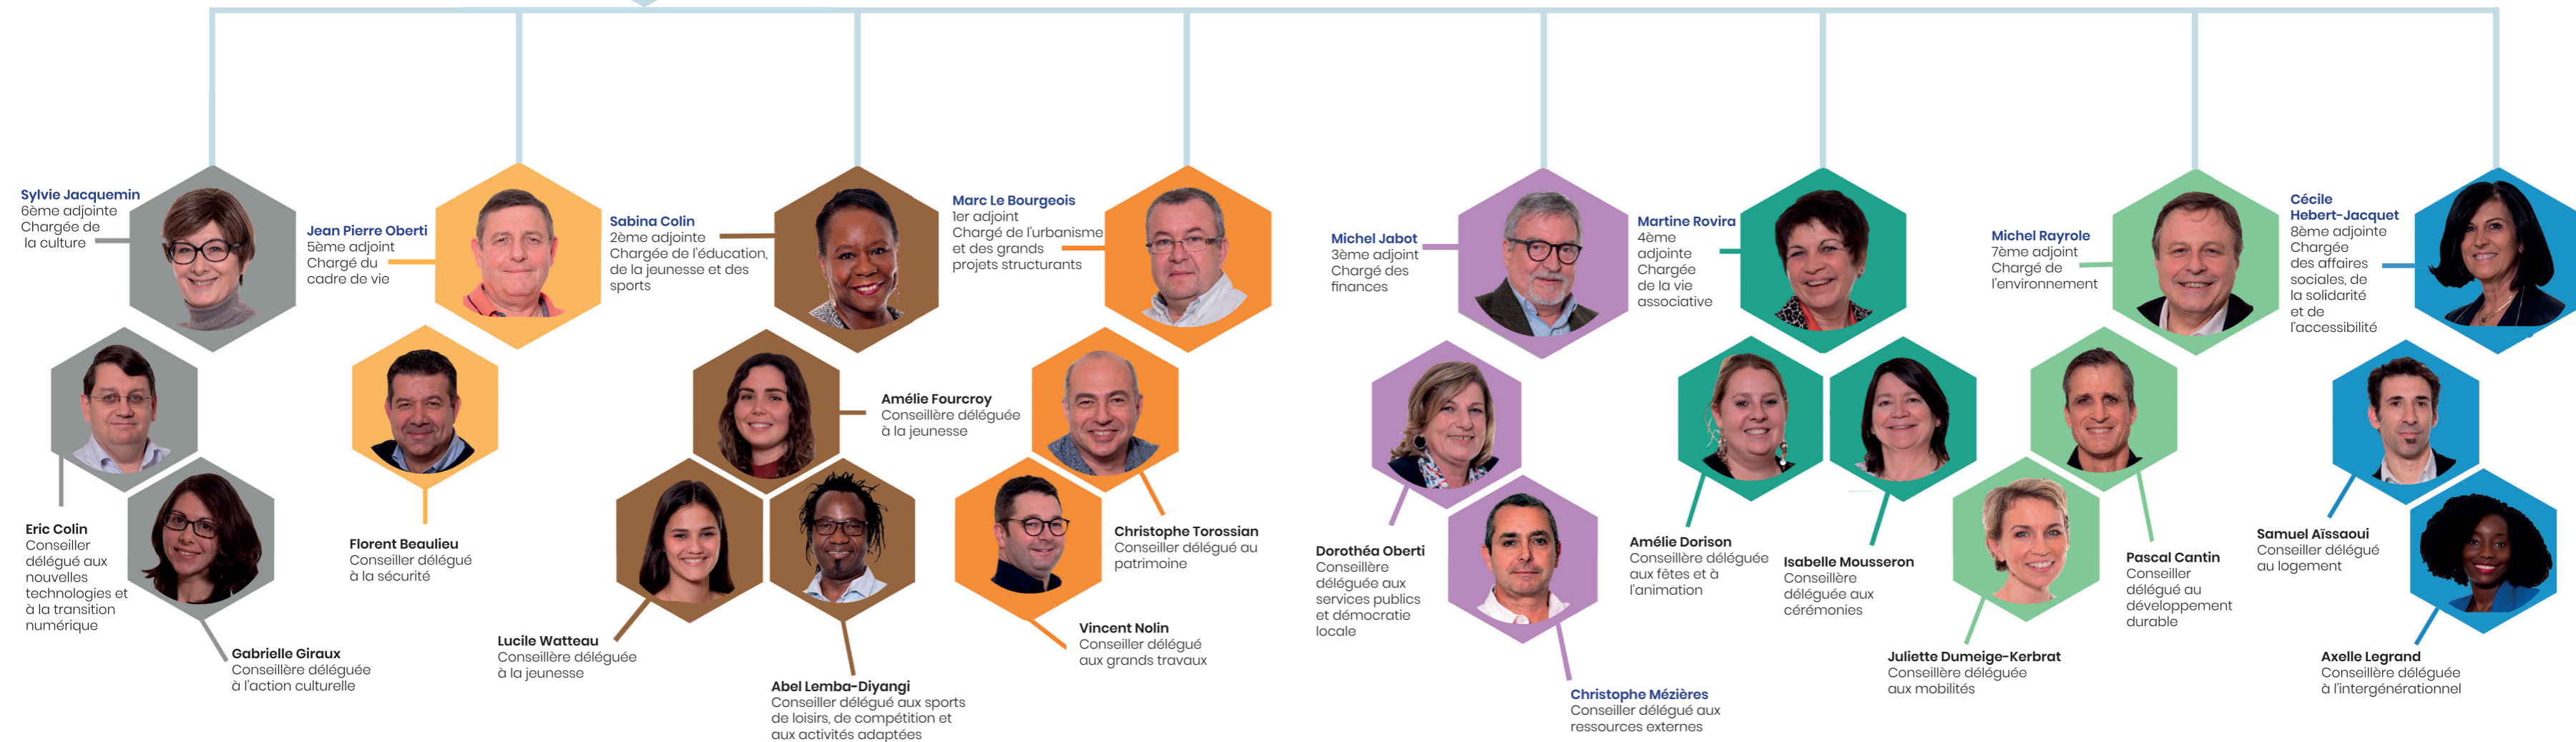 Sylvie Jacquemin
6ème adjointe
Chargée de
la culture
Jean Pierre Oberti
5ème adjoint
Chargé du
cadre de vie
Sabina Colin
2ème adjointe
Chargée de l'éducation,
de la jeunesse et des
sports
Marc Le Bourgeois
1er adjoint
Chargé de l'urbanisme
et des grands
projets structurants
Michel Jabot
3ème adjoint
Chargé des
finances
Martine Rovira
4ème
adjointe
Chargée
de la vie
associative
Michel Rayrole
7ème adjoint
Chargé de
l'environnement
Cécile
Hebert-Jacquet
8ème adjointe
Chargée
des affaires
sociales, de
la solidarité
et de
l'accessibilité
Eric Colin
Conseiller
délégué aux
nouvelles
technologies et
à la transition
numérique
Gabrielle Giraux
Conseillère déléguée
à l'action culturelle
Florent Beaulieu
Conseiller délégué
à la sécurité
Amélie Fourcroy
Conseillère déléguée
à la jeunesse
Lucile Watteau
Conseillère déléguée
à la jeunesse
Abel Lemba-Diyangi
Conseiller délégué aux sports
de loisirs, de compétition et
aux activités adaptées
Christophe Torossian
Conseiller délégué au
patrimoine
Vincent Nolin
Conseiller délégué
aux grands travaux
Dorothéa Oberti
Conseillère
déléguée aux
services publics
et démocratie
locale
Christophe Mézières
Conseiller délégué aux
ressources externes
Amélie Dorison
Conseillère déléguée
aux fêtes et à
l'animation
Isabelle Mousseron
Conseillère
déléguée aux
cérémonies
Juliette Dumeige-Kerbrat
Conseillère déléguée
aux mobilités
Pascal Cantin
Conseiller
délégué au
développement
durable
Samuel Aïssaoui
Conseiller délégué
au logement
Axelle Legrand
Conseillère déléguée
à l'intergénérationnel